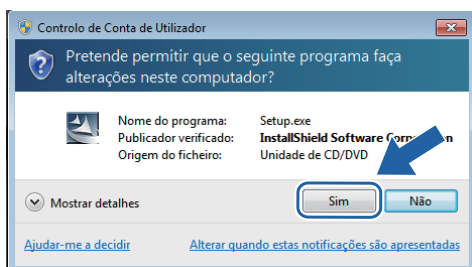 Controlo de Conta de Utilizador
Pretende permitir que o seguinte programa faça
alterações neste computador?
Nome do programa: Setup.exe
Publicador verificado: InstallShield Software
Origem do ficheiro: Unidade de CD/DVD
Mostrar detalhes Sim Não
Ajudar-me a decidir Alterar quando estas notificações são apresentadas